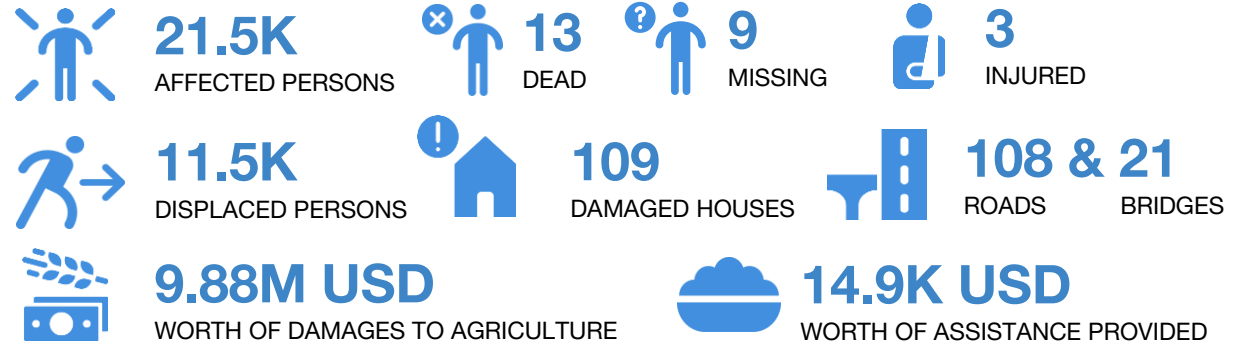 21.5K
AFFECTED PERSONS
13
DEAD
9
MISSING
3
INJURED
11.5K
DISPLACED PERSONS
109
DAMAGED HOUSES
108 & 21
ROADS BRIDGES
9.88M USD
WORTH OF DAMAGES TO AGRICULTURE
14.9K USD
WORTH OF ASSISTANCE PROVIDED